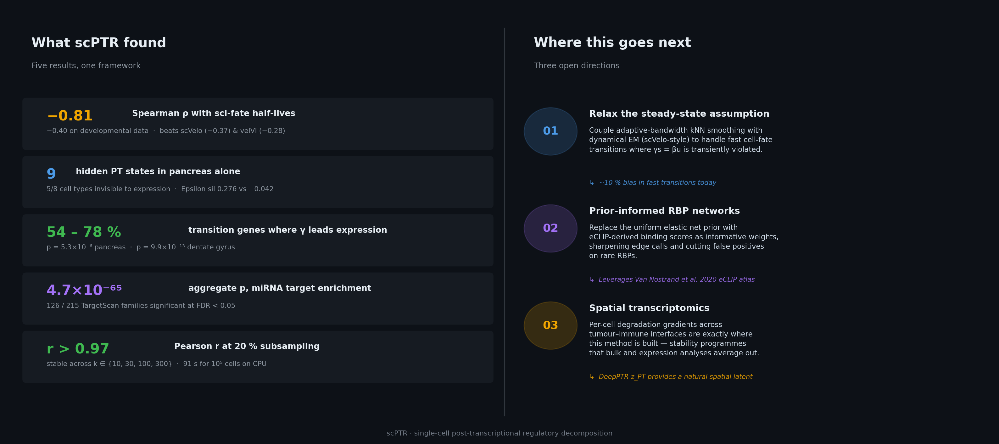 What scPTR found
Five results, one framework
−0.81 Spearman ρ with sci-fate half-lives
−0.40 on developmental data · beats scVelo (−0.37) & velVI (−0.28)
9 hidden PT states in pancreas alone
5/8 cell types invisible to expression · Epsilon sil 0.276 vs −0.042
54 – 78 % transition genes where γ leads expression
p = 5.3×10⁻⁶ pancreas · p = 9.9×10⁻¹³ dentate gyrus
4.7×10⁻⁶⁵ aggregate p, miRNA target enrichment
126 / 215 TargetScan families significant at FDR < 0.05
r > 0.97 Pearson r at 20 % subsampling
stable across k ∈ {10, 30, 100, 300} · 91 s for 10⁵ cells on CPU
Where this goes next
Three open directions
01
Relax the steady-state assumption
Couple adaptive-bandwidth kNN smoothing with
dynamical EM (scVelo-style) to handle fast cell-fate
transitions where γs = βu is transiently violated.
↳ ~10 % bias in fast transitions today
02
Prior-informed RBP networks
Replace the uniform elastic-net prior with
eCLIP-derived binding scores as informative weights,
sharpening edge calls and cutting false positives
on rare RBPs.
↳ Leverages Van Nostrand et al. 2020 eCLIP atlas
03
Spatial transcriptomics
Per-cell degradation gradients across
tumour–immune interfaces are exactly where
this method is built — stability programmes
that bulk and expression analyses average out.
↳ DeepPTR z_PT provides a natural spatial latent
scPTR · single-cell post-transcriptional regulatory decomposition